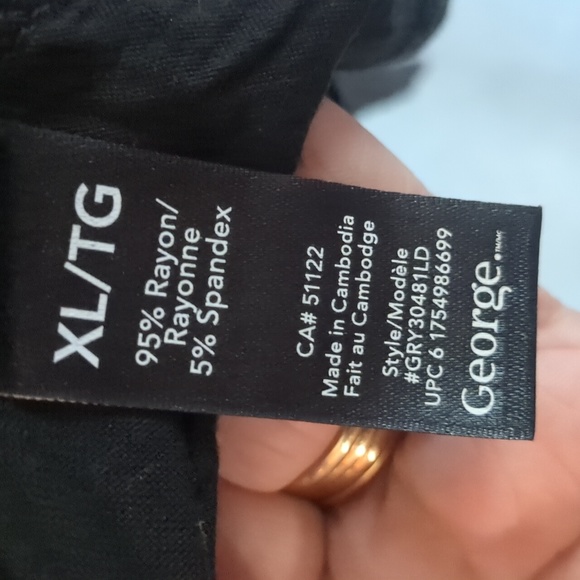 XL/TG
95% Rayon/
Rayonne
5% Spandex
CA# 51122
Made in Cambodia
Fait au Cambodge
Style/Modèle
#GRY30481LD
UPC 6 1754986699
George.